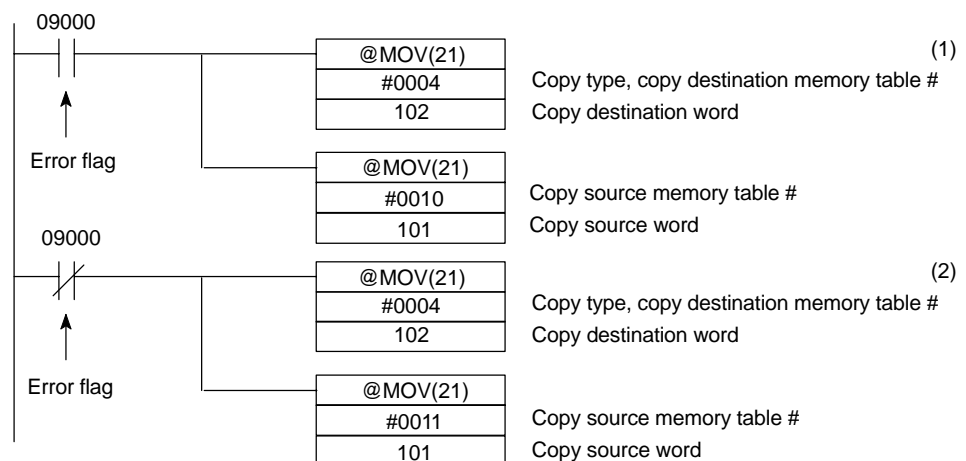 09000
@MOV(21) (1)
#0004 Copy type, copy destination memory table #
102 Copy destination word
Error flag
@MOV(21)
#0010 Copy source memory table #
101 Copy source word
09000
@MOV(21) (2)
#0004 Copy type, copy destination memory table #
102 Copy destination word
Error flag
@MOV(21)
#0011 Copy source memory table #
101 Copy source word